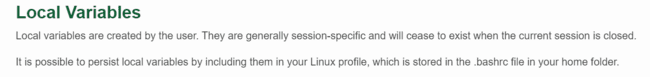 Local Variables
Local variables are created by the user. They are generally session-specific and will cease to exist when the current session is closed.
It is possible to persist local variables by including them in your Linux profile, which is stored in the .bashrc file in your home folder.